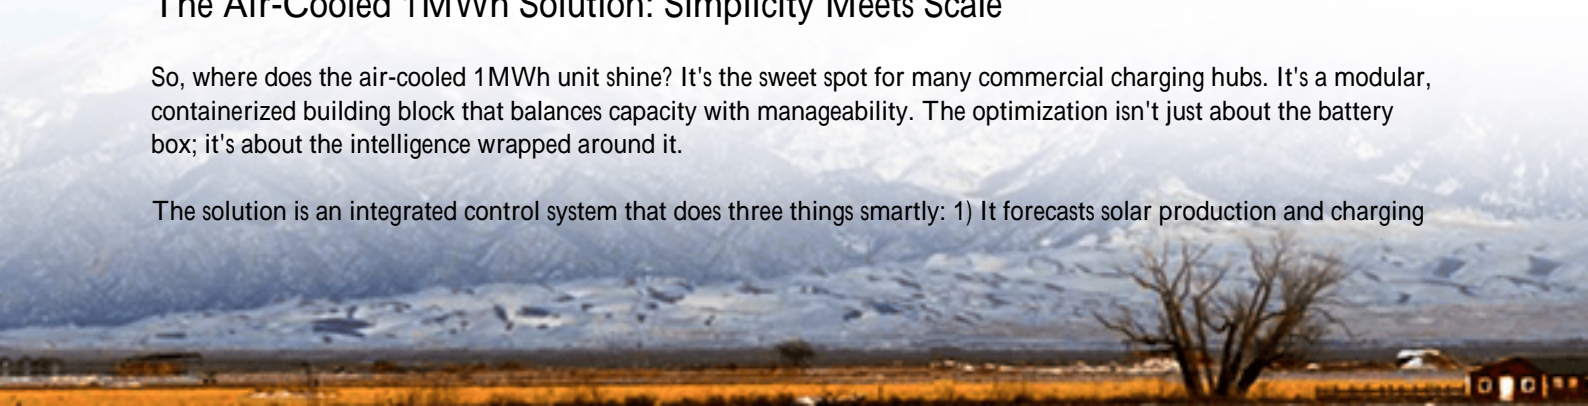 The Air-Cooled 1MWh Solution: Simplicity Meets Scale
So, where does the air-cooled 1MWh unit shine? It's the sweet spot for many commercial charging hubs. It's a modular,
containerized building block that balances capacity with manageability. The optimization isn't just about the battery
box; it's about the intelligence wrapped around it.
The solution is an integrated control system that does three things smartly: 1) It forecasts solar production and charging